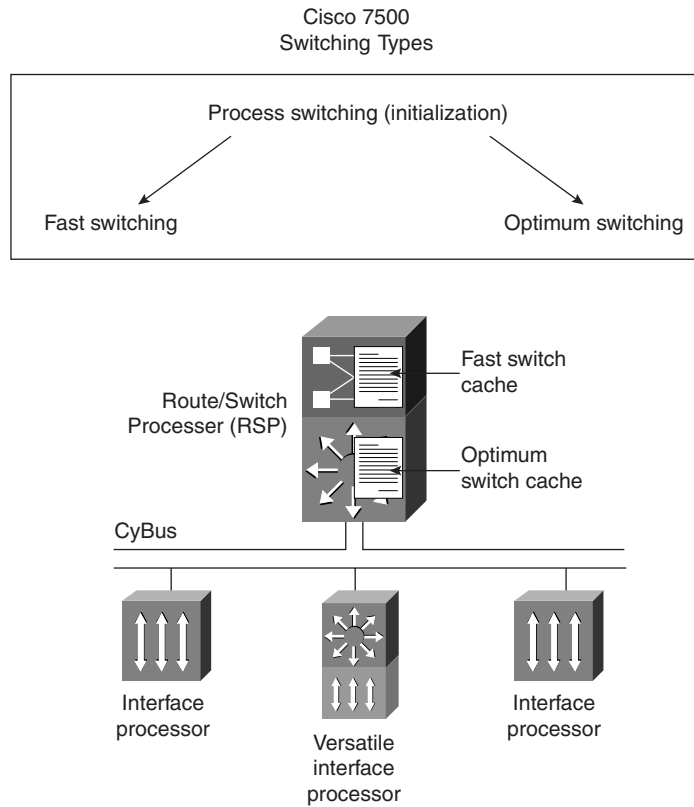 Cisco 7500
Switching Types
Process switching (initialization)
Fast switching
Optimum switching
Fast switch
cache
Route/Switch
Processer (RSP)
Optimum
switch cache
CyBus
Interface
processor
Versatile
interface
processor
Interface
processor